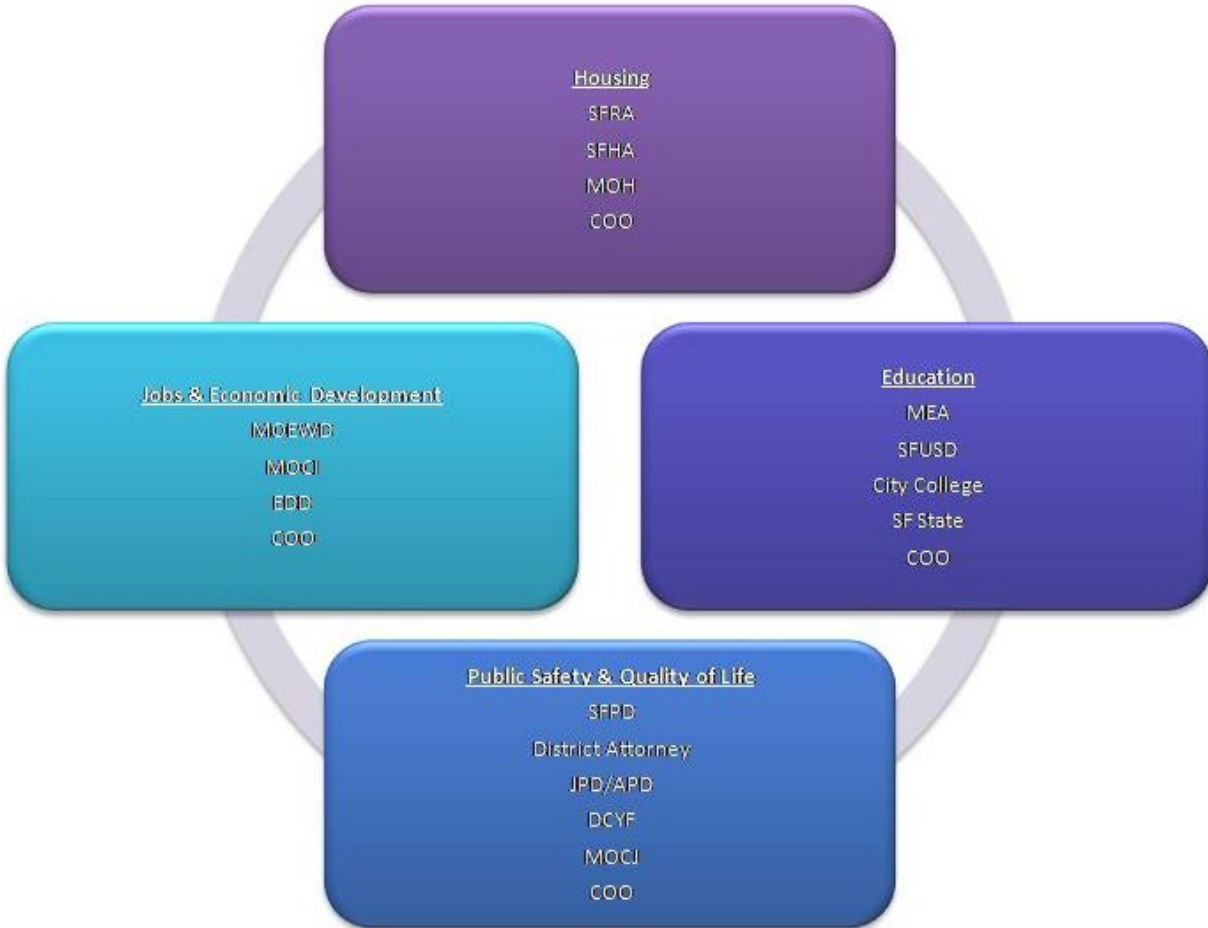 Housing
SFRA
SFHA
MOH
COO
Jobs & Economic Development
MOEWD
MOCI
EDD
COO
Education
MEA
SFUSD
City College
SF State
COO
Public Safety & Quality of Life
SFPD
District Attorney
JPD/APD
DCYF
MOCJ
COO